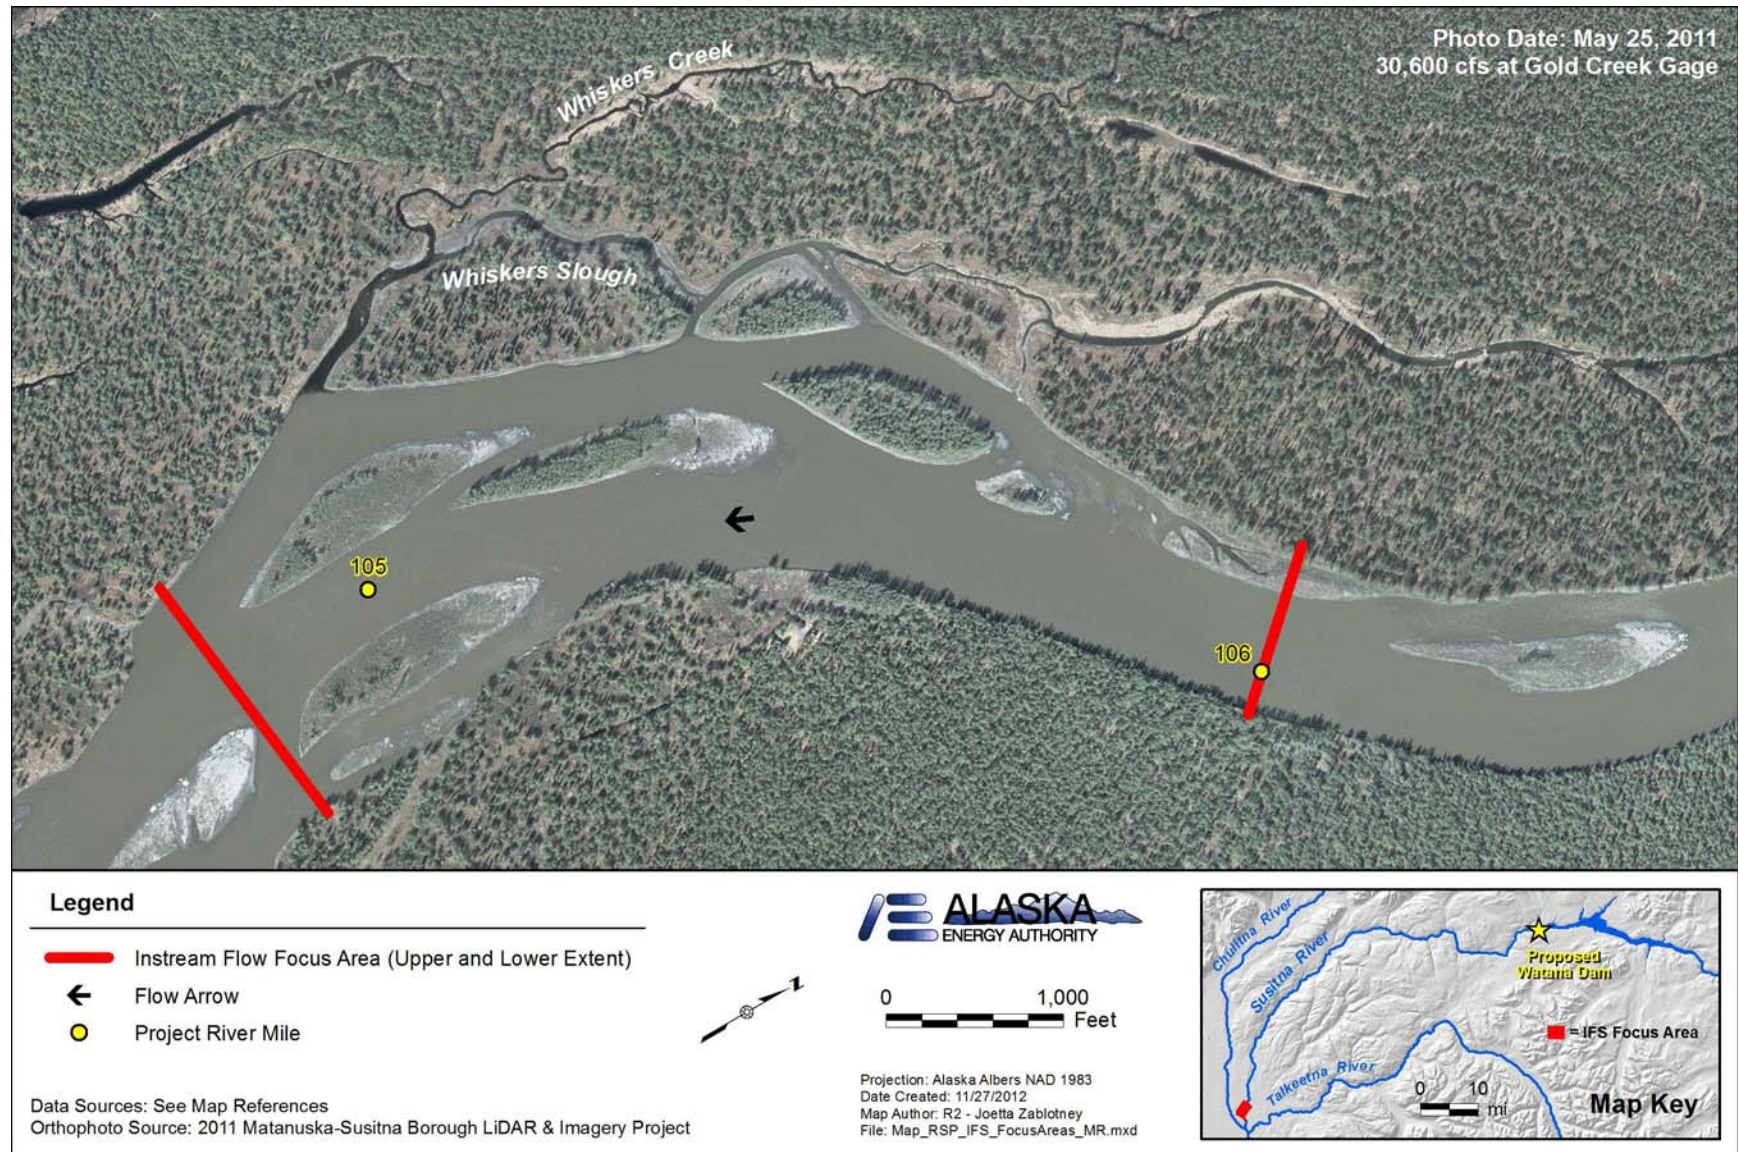 Photo Date: May 25, 2011
30,600 cfs at Gold Creek Gage
Whiskers Creek
Whiskers Slough
105
106
Legend
Instream Flow Focus Area (Upper and Lower Extent)
Flow Arrow
Project River Mile
Data Sources: See Map References
Orthophoto Source: 2011 Matanuska-Susitna Borough LiDAR & Imagery Project
ALASKA
ENERGY AUTHORITY
N
0 1,000
Feet
Projection: Alaska Albers NAD 1983
Date Created: 11/27/2012
Map Author: R2 - Joetta Zablotney
File: Map_RSP_IFS_FocusAreas_MR.mxd
Chulitna River
Susitna River
Proposed
Watana Dam
= IFS Focus Area
Talkeetna River
0 10
mi
Map Key